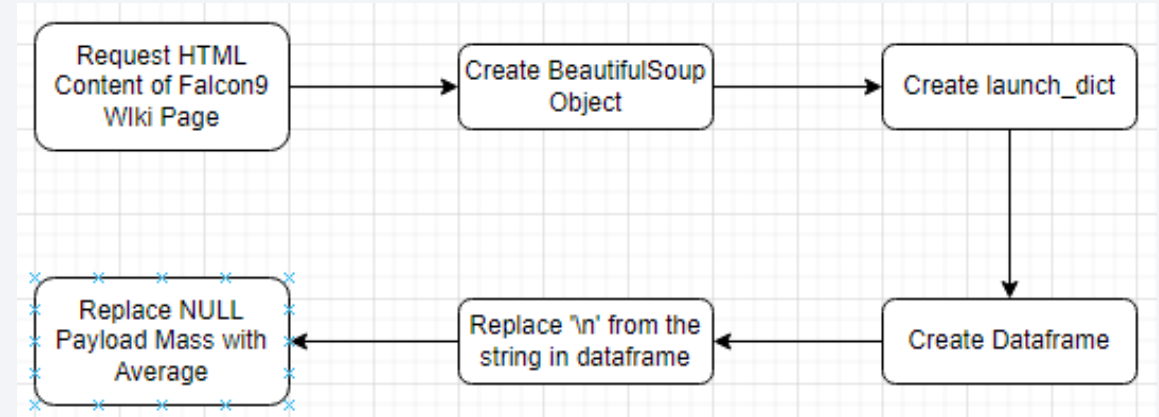 Request HTML
Content of Falcon9
WIki Page
Create BeautifulSoup
Object
Create launch_dict
Create Dataframe
Replace '\n' from the
string in dataframe
Replace NULL
Payload Mass with
Average